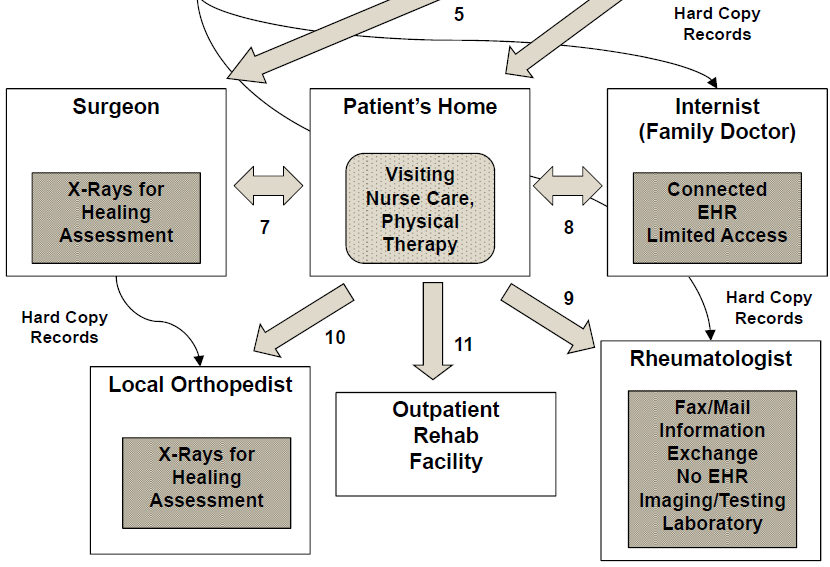 5
Hard Copy
Records
Surgeon
X-Rays for
Healing
Assessment
7
Patient's Home
Visiting
Nurse Care,
Physical
Therapy
8
Internist
(Family Doctor)
Connected
EHR
Limited Access
Hard Copy
Records
10
11
9
Hard Copy
Records
Local Orthopedist
X-Rays for
Healing
Assessment
Outpatient
Rehab
Facility
Rheumatologist
Fax/Mail
Information
Exchange
No EHR
Imaging/Testing
Laboratory